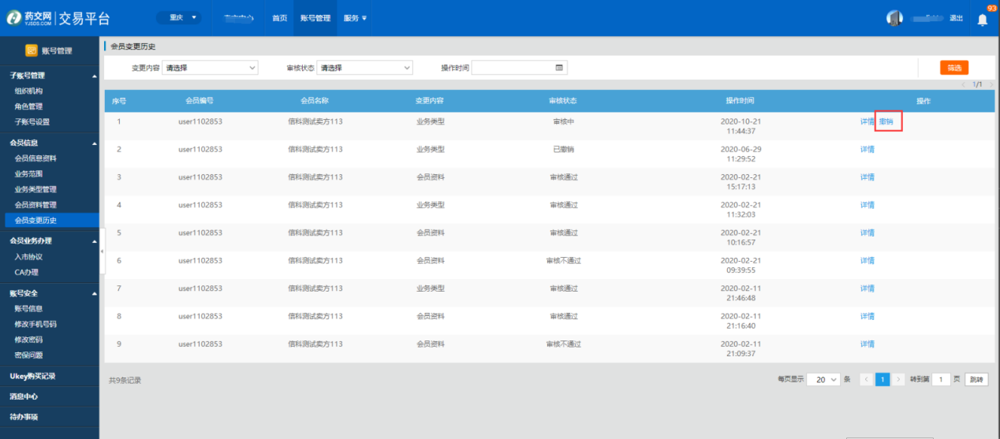 药交网 YJSDS.COM 交易平台
重庆
首页
账号管理
服务
退出
93
账号管理
子账号管理
组织机构
角色管理
子账号设置
会员信息
会员信息资料
业务范围
业务类型管理
会员资料管理
会员变更历史
会员业务办理
入市协议
CA办理
账号安全
账号信息
修改手机号码
修改密码
密保问题
Ukey购买记录
消息中心
待办事项
会员变更历史
变更内容 请选择 审核状态 请选择 操作时间 筛选
1/1
序号 会员编号 会员名称 变更内容 审核状态 操作时间 操作
1 user1102853 信科测试卖方113 业务类型 审核中 2020-10-21 11:44:37 详情 撤销
2 user1102853 信科测试卖方113 业务类型 已撤销 2020-06-29 11:29:52 详情
3 user1102853 信科测试卖方113 会员资料 审核通过 2020-02-21 15:17:13 详情
4 user1102853 信科测试卖方113 业务类型 审核通过 2020-02-21 11:32:03 详情
5 user1102853 信科测试卖方113 会员资料 审核通过 2020-02-21 10:16:57 详情
6 user1102853 信科测试卖方113 会员资料 审核不通过 2020-02-21 09:39:55 详情
7 user1102853 信科测试卖方113 业务类型 审核通过 2020-02-11 21:46:48 详情
8 user1102853 信科测试卖方113 会员资料 审核通过 2020-02-11 21:16:40 详情
9 user1102853 信科测试卖方113 会员资料 审核不通过 2020-02-11 21:09:37 详情
共9条记录
每页显示 20 条 1 转到第 1 页 跳转